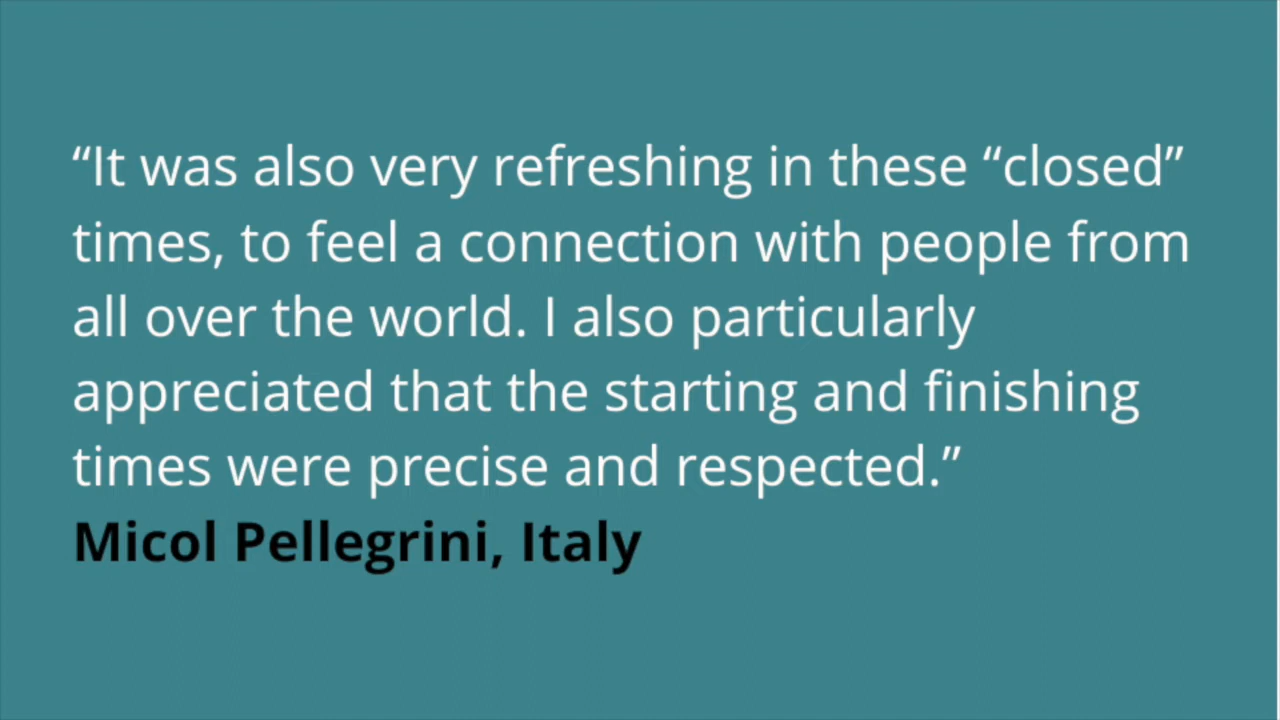 “It was also very refreshing in these “closed”
times, to feel a connection with people from
all over the world. I also particularly
appreciated that the starting and finishing
times were precise and respected.”
Micol Pellegrini, Italy